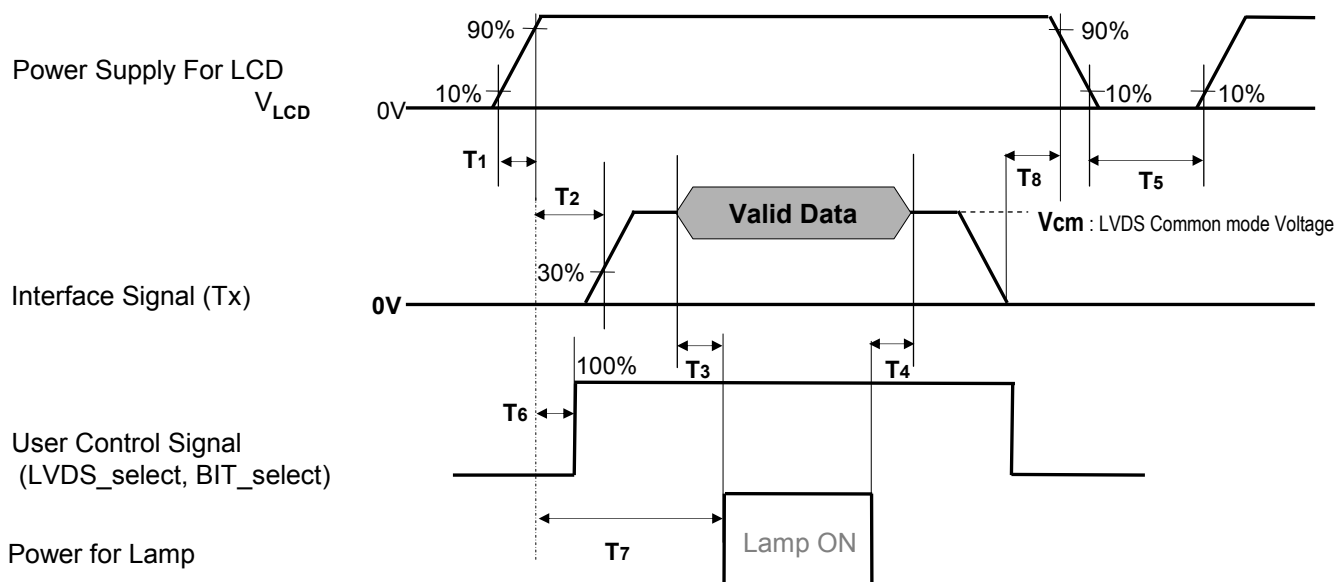 90%
90%
Power Supply For LCD
VLCD
10%
10%
10%
0V
T1
T2
T8
T5
Valid Data
Vcm : LVDS Common mode Voltage
30%
Interface Signal (Tx)
0V
T3
T4
100%
T6
User Control Signal
(LVDS_select, BIT_select)
T7
Lamp ON
Power for Lamp